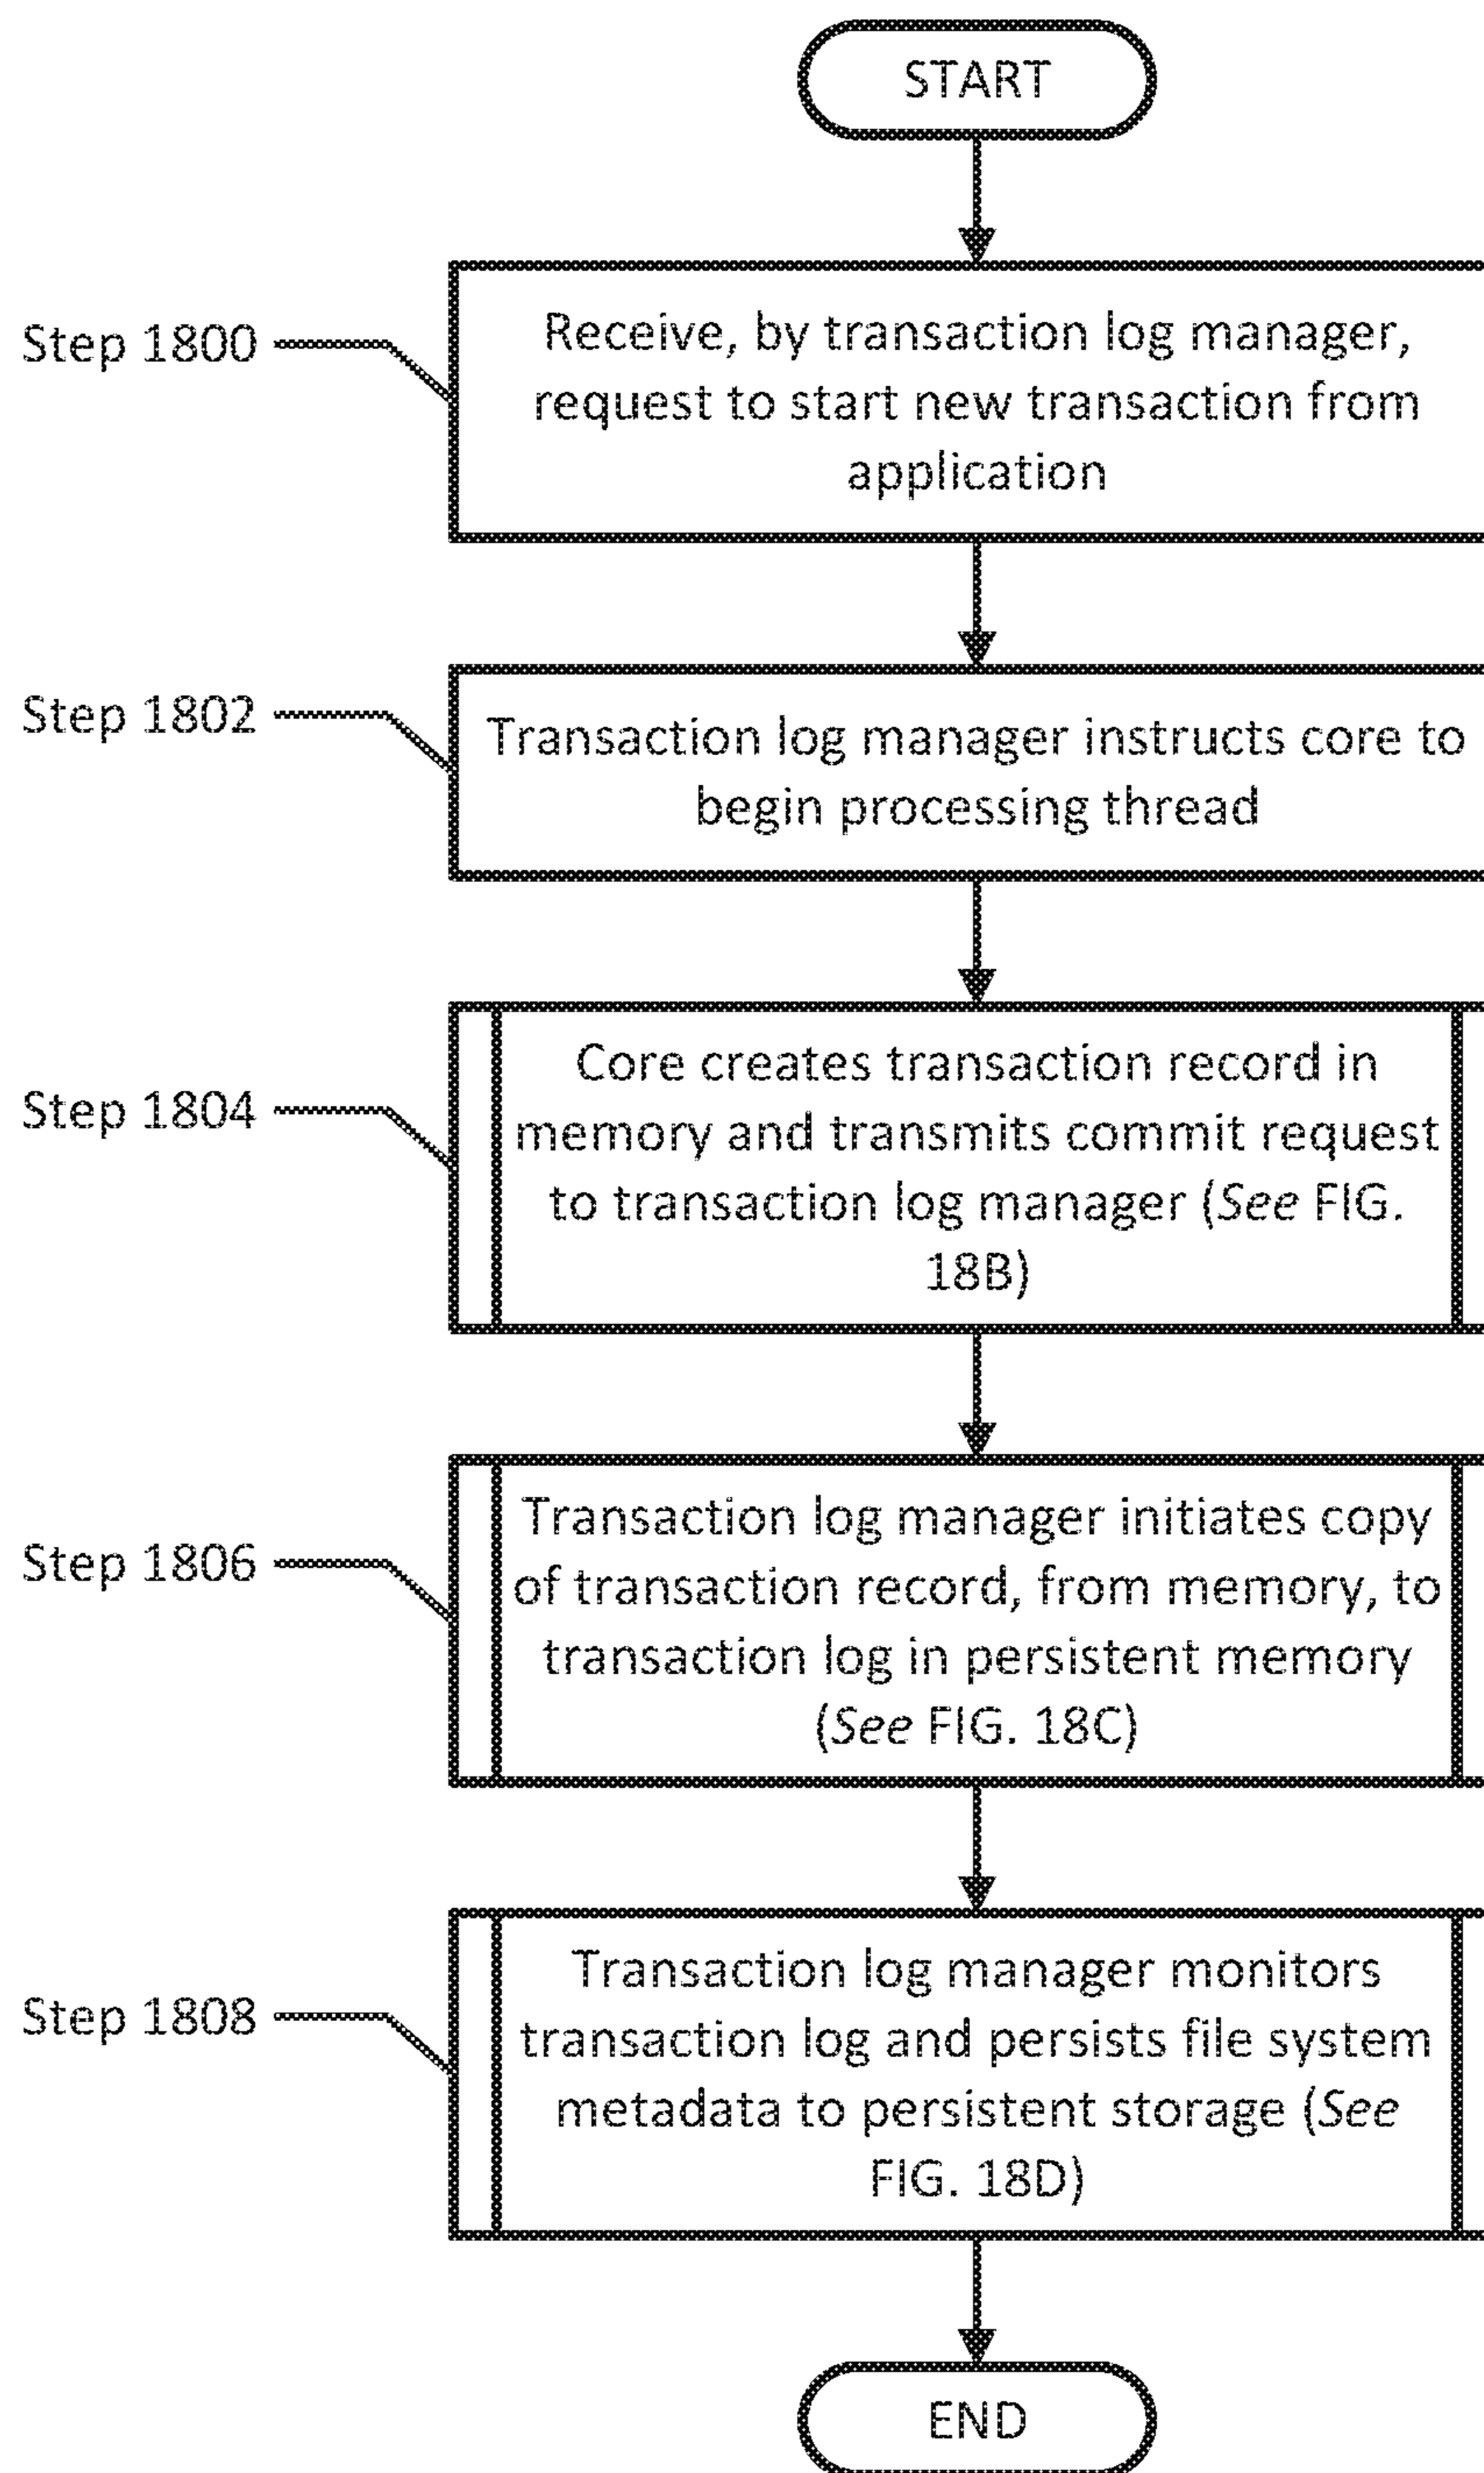 START
Step 1800
Receive, by transaction log manager,
request to start new transaction from
application
Step 1802
Transaction log manager instructs core to
begin processing thread
Step 1804
Core creates transaction record in
memory and transmits commit request
to transaction log manager (See FIG.
18B)
Step 1806
Transaction log manager initiates copy
of transaction record, from memory, to
transaction log in persistent memory
(See FIG. 18C)
Step 1808
Transaction log manager monitors
transaction log and persists file system
metadata to persistent storage (See
FIG. 18D)
END